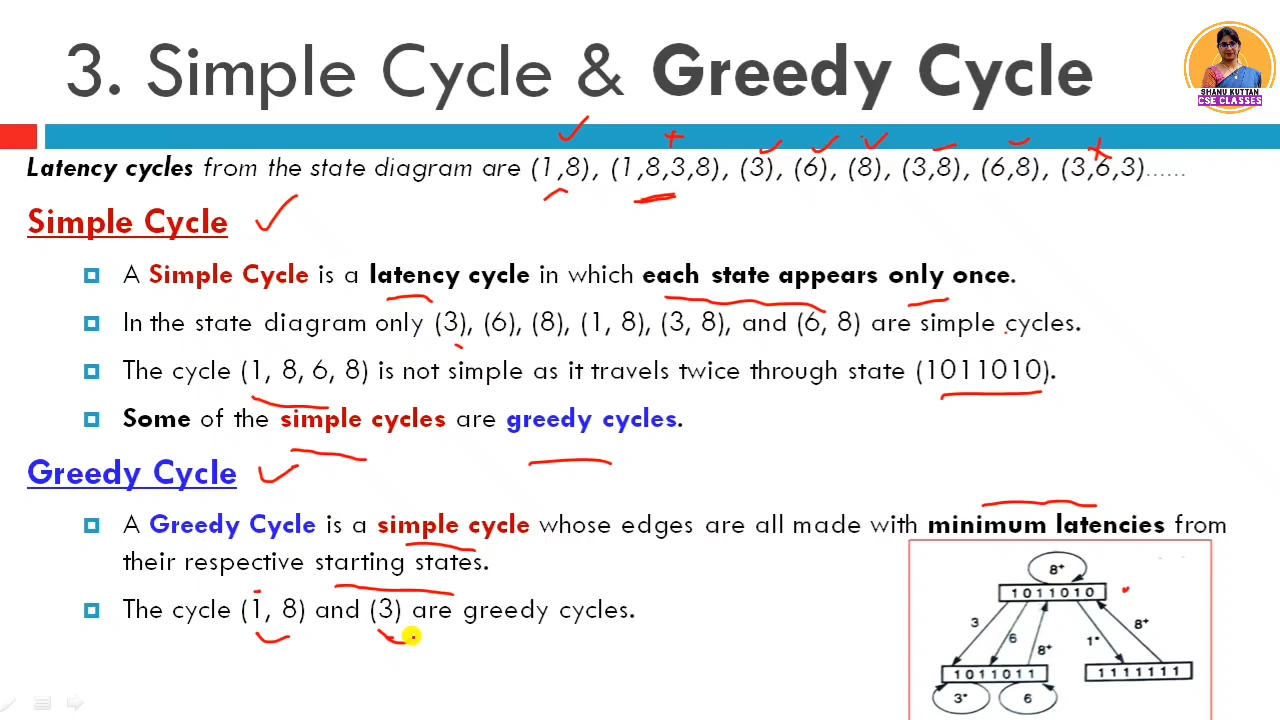 3. Simple Cycle & Greedy Cycle
SHANU KUTTAN
CSE CLASSES
Latency cycles from the state diagram are (1,8), (1,8,3,8), (3), (6), (8), (3,8), (6,8), (3,6,3)......
Simple Cycle
A Simple Cycle is a latency cycle in which each state appears only once.
In the state diagram only (3), (6), (8), (1, 8), (3, 8), and (6, 8) are simple cycles.
The cycle (1, 8, 6, 8) is not simple as it travels twice through state (1011010).
Some of the simple cycles are greedy cycles.
Greedy Cycle
A Greedy Cycle is a simple cycle whose edges are all made with minimum latencies from
their respective starting states.
The cycle (1, 8) and (3) are greedy cycles.
8+
1011010
3 6 8+ 1* 8+
1011011 1111111
3* 6